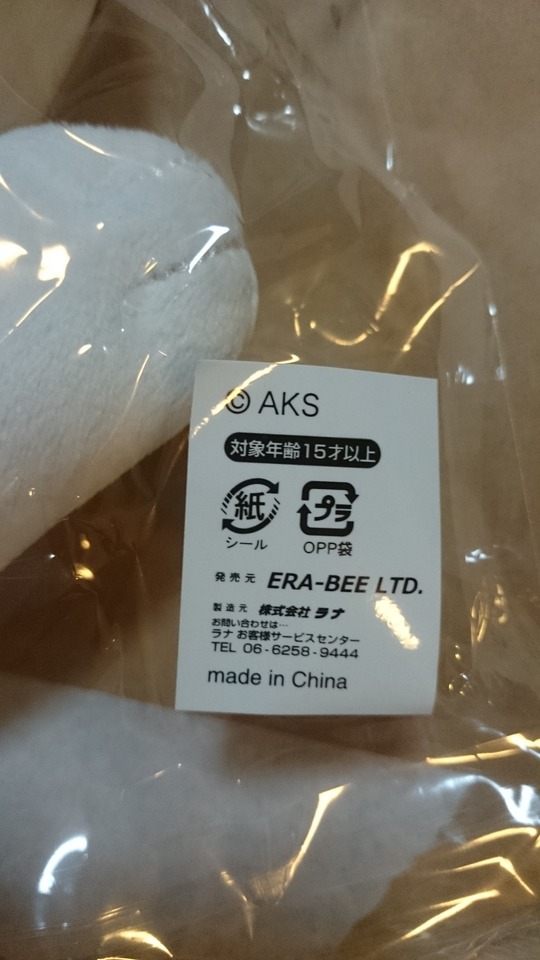 © AKS
対象年齢15才以上
紙 プラ
シール OPP袋
発売元 ERA-BEE LTD.
製造元 株式会社 ラナ
お問い合わせは…
ラナ お客様サービスセンター
TEL 06-6258-9444
made in China